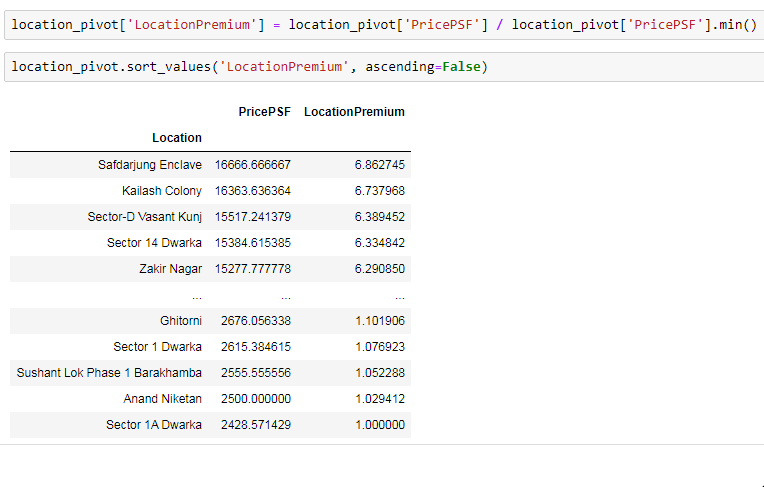 location_pivot['LocationPremium'] = location_pivot['PricePSF'] / location_pivot['PricePSF'].min()
location_pivot.sort_values('LocationPremium', ascending=False)
PricePSF LocationPremium
Location
Safdarjung Enclave 16666.666667 6.862745
Kailash Colony 16363.636364 6.737968
Sector-D Vasant Kunj 15517.241379 6.389452
Sector 14 Dwarka 15384.615385 6.334842
Zakir Nagar 15277.777778 6.290850
... ... ...
Ghitorni 2676.056338 1.101906
Sector 1 Dwarka 2615.384615 1.076923
Sushant Lok Phase 1 Barakhamba 2555.555556 1.052288
Anand Niketan 2500.000000 1.029412
Sector 1A Dwarka 2428.571429 1.000000